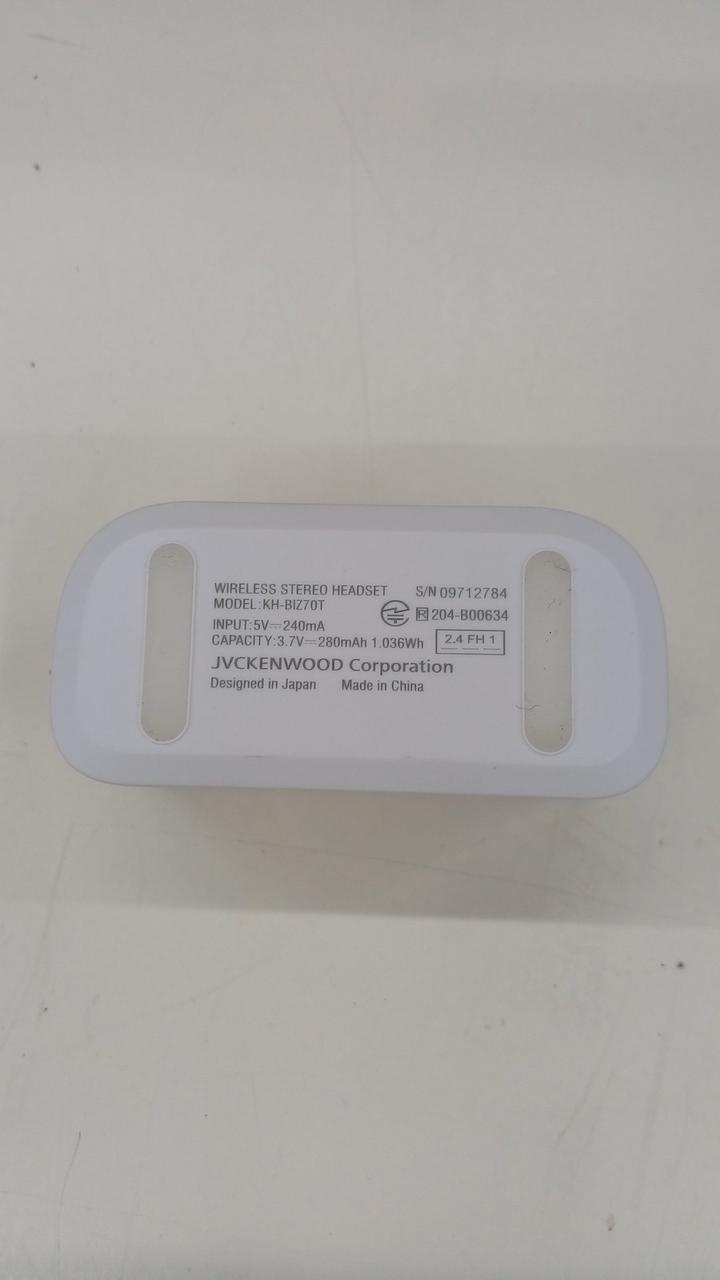 WIRELESS STEREO HEADSET S/N 09712784
MODEL:KH-BIZ70T R 204-B00634
INPUT:5V⎓240mA
CAPACITY:3.7V⎓280mAh 1.036Wh 2.4 FH 1
JVCKENWOOD Corporation
Designed in Japan Made in China